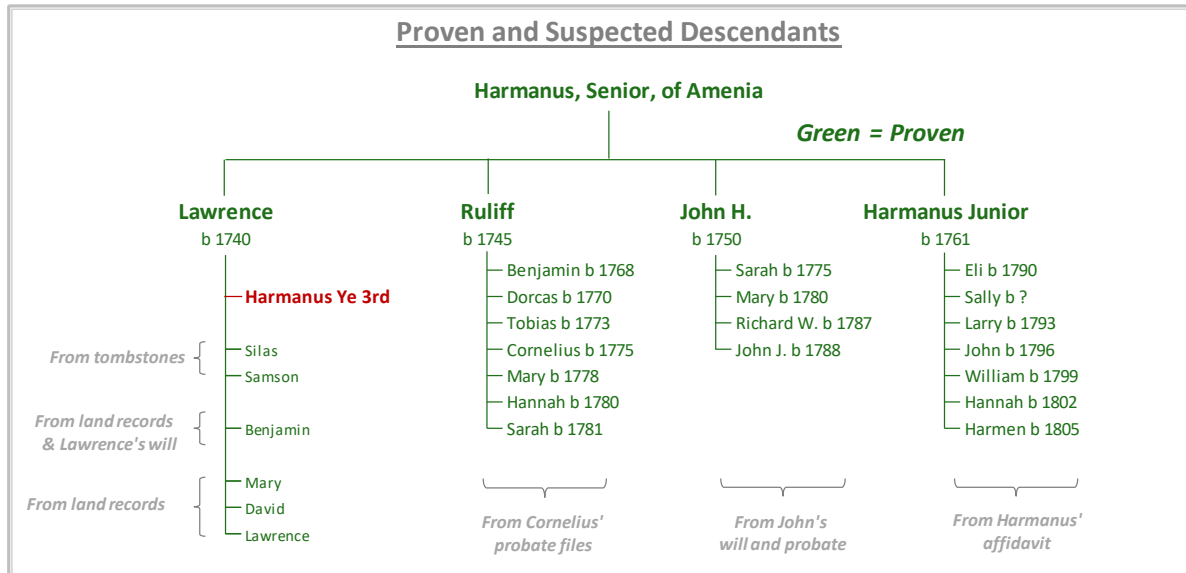 Proven and Suspected Descendants
Harmanus, Senior, of Amenia
Green = Proven
Lawrence
b 1740
Harmanus Ye 3rd
From tombstones
Silas
Samson
From land records
& Lawrence's will
Benjamin
From land records
Mary
David
Lawrence
Ruliff
b 1745
Benjamin b 1768
Dorcas b 1770
Tobias b 1773
Cornelius b 1775
Mary b 1778
Hannah b 1780
Sarah b 1781
From Cornelius'
probate files
John H.
b 1750
Sarah b 1775
Mary b 1780
Richard W. b 1787
John J. b 1788
From John's
will and probate
Harmanus Junior
b 1761
Eli b 1790
Sally b ?
Larry b 1793
John b 1796
William b 1799
Hannah b 1802
Harmen b 1805
From Harmanus'
affidavit